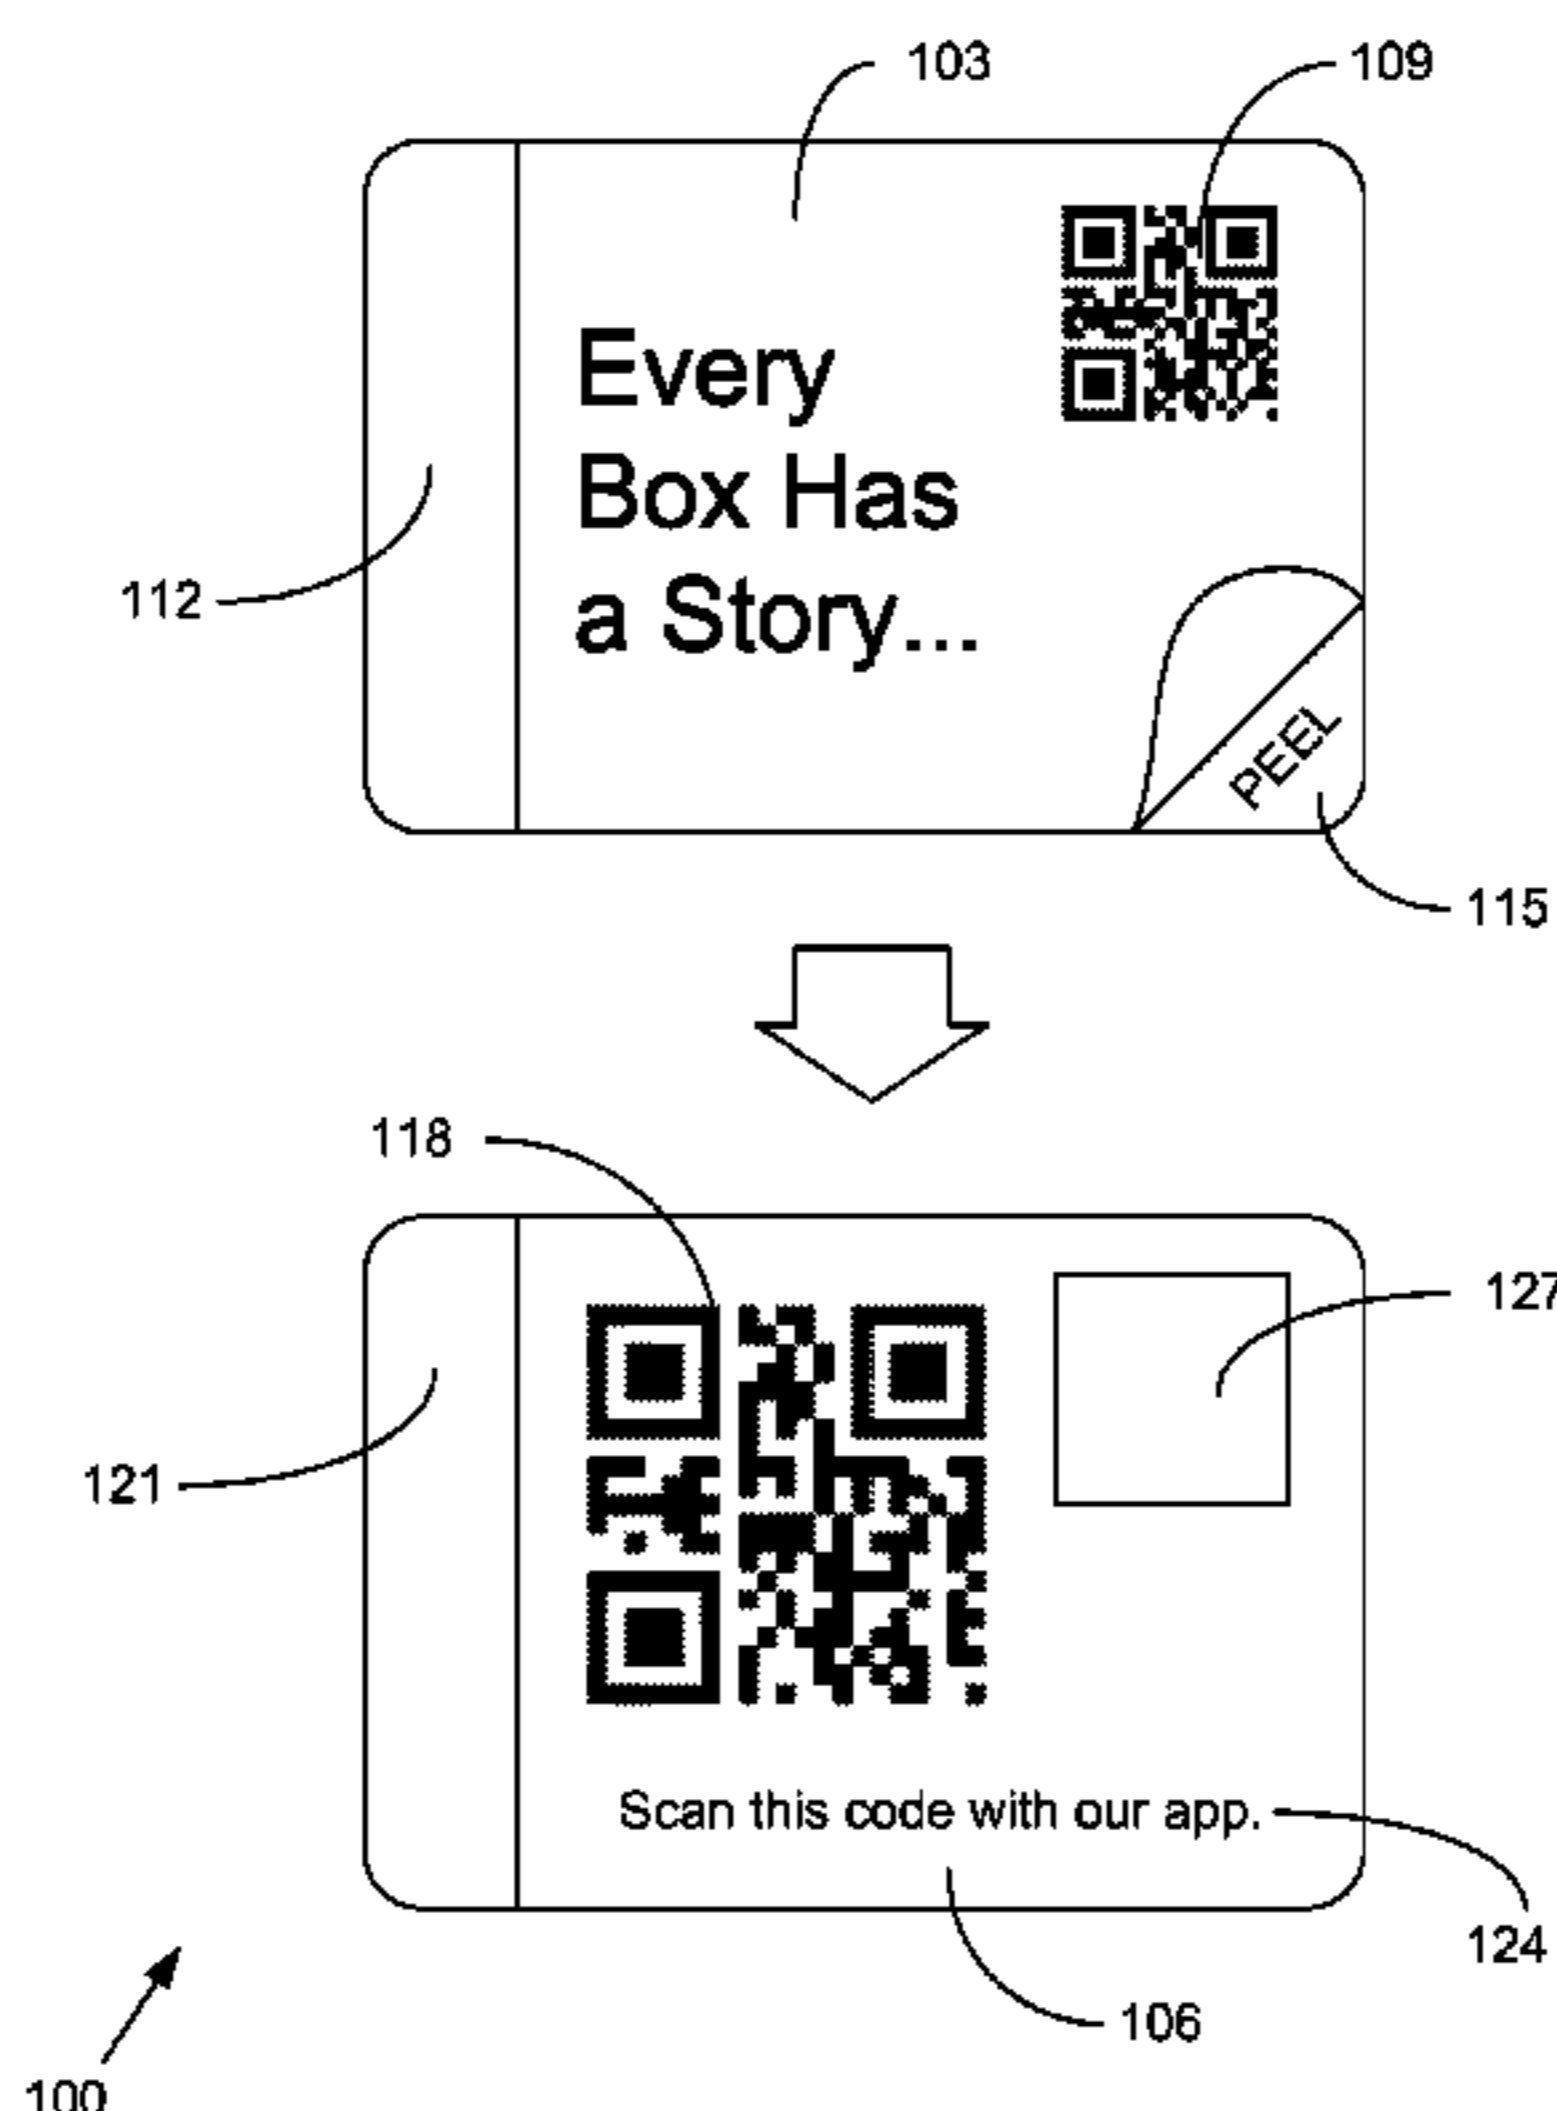 103
109
Every
Box Has
a Story...
112
PEEL
115
118
127
121
Scan this code with our app.
124
106
100